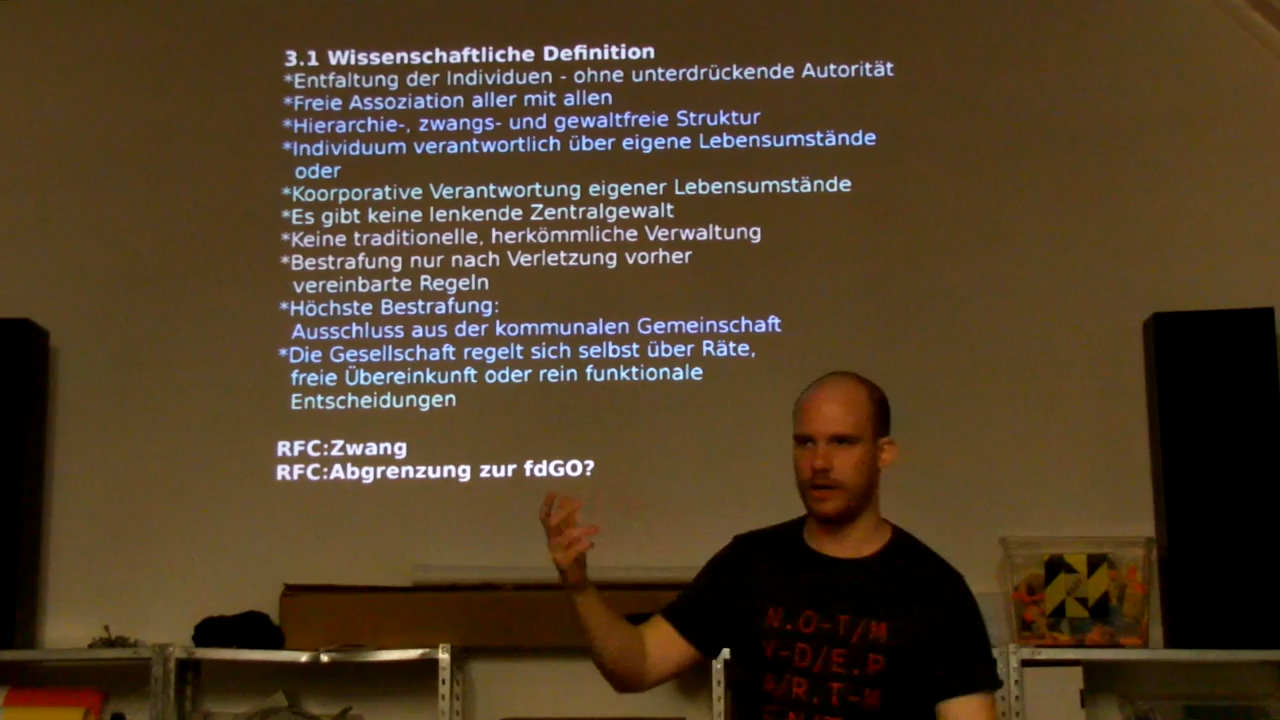 3.1 Wissenschaftliche Definition
*Entfaltung der Individuen - ohne unterdrückende Autorität
*Freie Assoziation aller mit allen
*Hierarchie-, zwangs- und gewaltfreie Struktur
*Individuum verantwortlich über eigene Lebensumstände
oder
*Koorporative Verantwortung eigener Lebensumstände
*Es gibt keine lenkende Zentralgewalt
*Keine traditionelle, herkömmliche Verwaltung
*Bestrafung nur nach Verletzung vorher
vereinbarte Regeln
*Höchste Bestrafung:
Ausschluss aus der kommunalen Gemeinschaft
*Die Gesellschaft regelt sich selbst über Räte,
freie Übereinkunft oder rein funktionale
Entscheidungen
RFC:Zwang
RFC:Abgrenzung zur fdGO?
N.O-T/M
Y-D/E.P
A/R.T-M